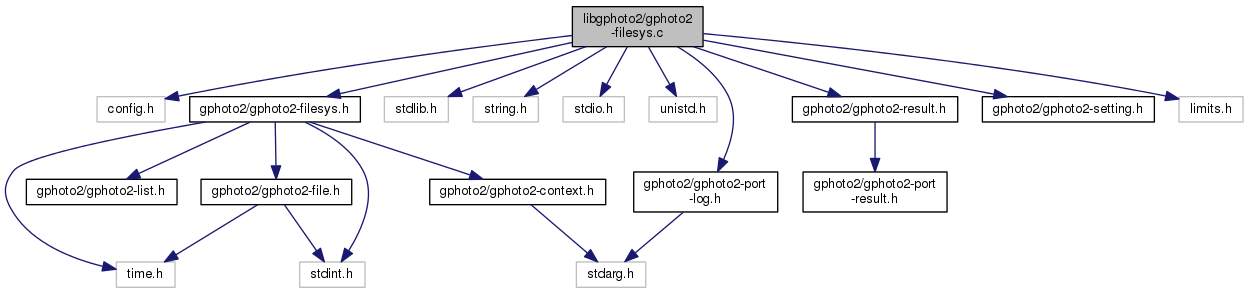 libgphoto2/gphoto2
-filesys.c
config.h
gphoto2/gphoto2-filesys.h
stdlib.h
string.h
stdio.h
unistd.h
gphoto2/gphoto2-result.h
gphoto2/gphoto2-setting.h
limits.h
gphoto2/gphoto2-list.h
gphoto2/gphoto2-file.h
gphoto2/gphoto2-context.h
gphoto2/gphoto2-port
-log.h
gphoto2/gphoto2-port
-result.h
time.h
stdint.h
stdarg.h